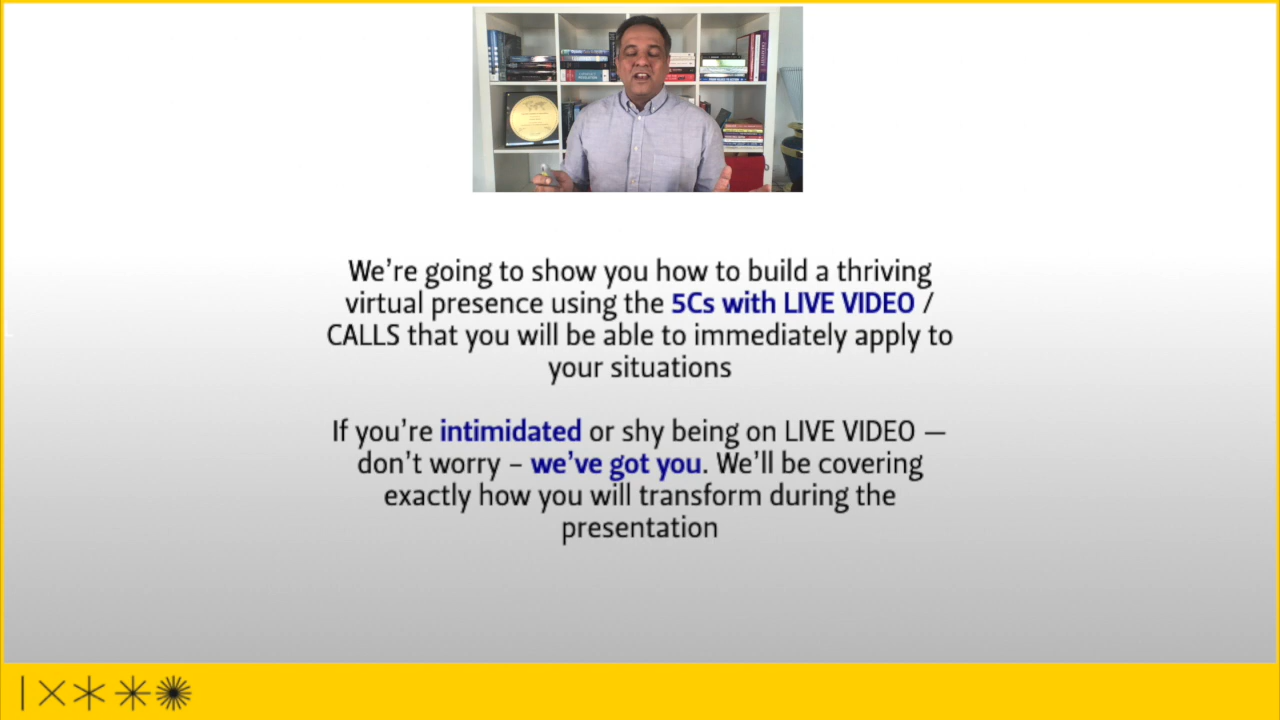 We're going to show you how to build a thriving
virtual presence using the 5Cs with LIVE VIDEO /
CALLS that you will be able to immediately apply to
your situations
If you're intimidated or shy being on LIVE VIDEO —
don't worry – we've got you. We'll be covering
exactly how you will transform during the
presentation